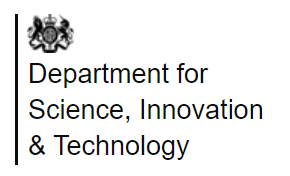 Department for
Science, Innovation
& Technology